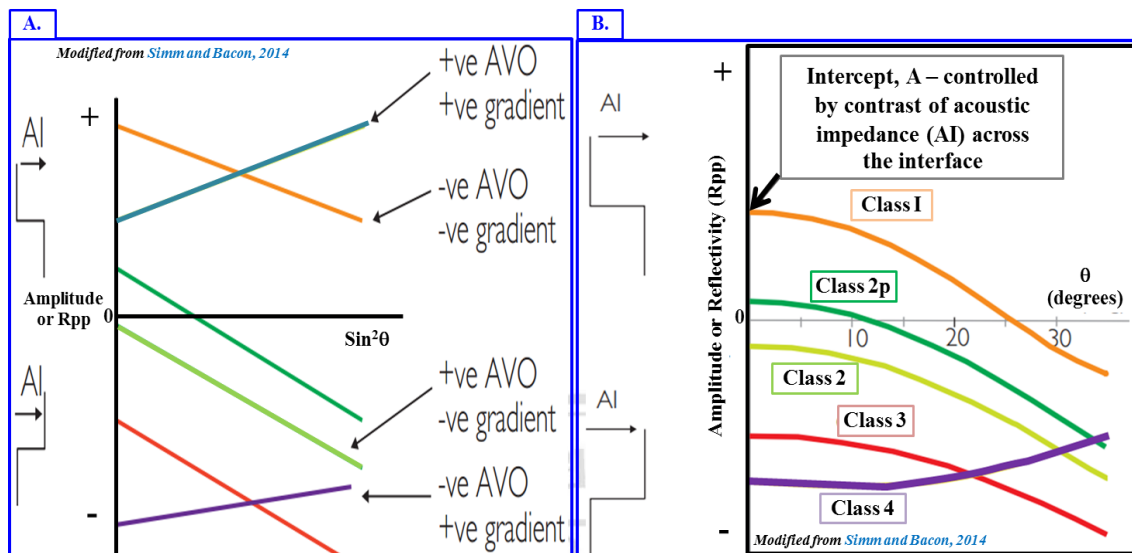 A.
Modified from Simm and Bacon, 2014
+ve AVO
+ve gradient
+
AI
-ve AVO
-ve gradient
Amplitude
or Rpp
0
Sin²θ
AI
+ve AVO
-ve gradient
-ve AVO
+ve gradient
-
B.
+
Intercept, A – controlled
by contrast of acoustic
impedance (AI) across
the interface
AI
Amplitude or Reflectivity (Rpp)
Class I
Class 2p
θ
(degrees)
0
10
20
30
Class 2
Class 3
AI
Class 4
-
Modified from Simm and Bacon, 2014